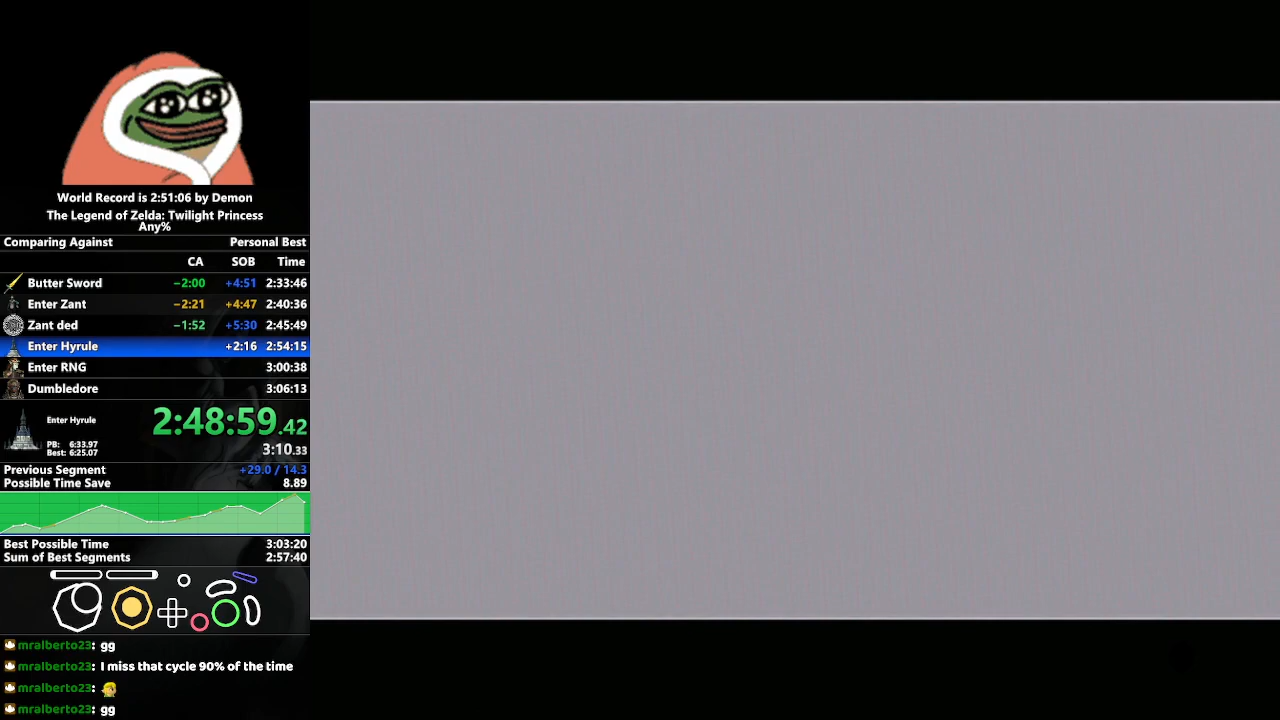 World Record is 2:51:06 by Demon
The Legend of Zelda: Twilight Princess
Any%
Comparing Against Personal Best
CA SOB Time
Butter Sword −2:00 +4:51 2:33:46
Enter Zant −2:21 +4:47 2:40:36
Zant ded −1:52 +5:30 2:45:49
Enter Hyrule +2:16 2:54:15
Enter RNG 3:00:38
Dumbledore 3:06:13
Enter Hyrule 2:48:59.42
PB: 6:33.97 3:10.33
Best: 6:25.07
Previous Segment +29.0 / 14.3
Possible Time Save 8.89
Best Possible Time 3:03:20
Sum of Best Segments 2:57:40
mralberto23: gg
mralberto23: I miss that cycle 90% of the time
mralberto23:
mralberto23: gg